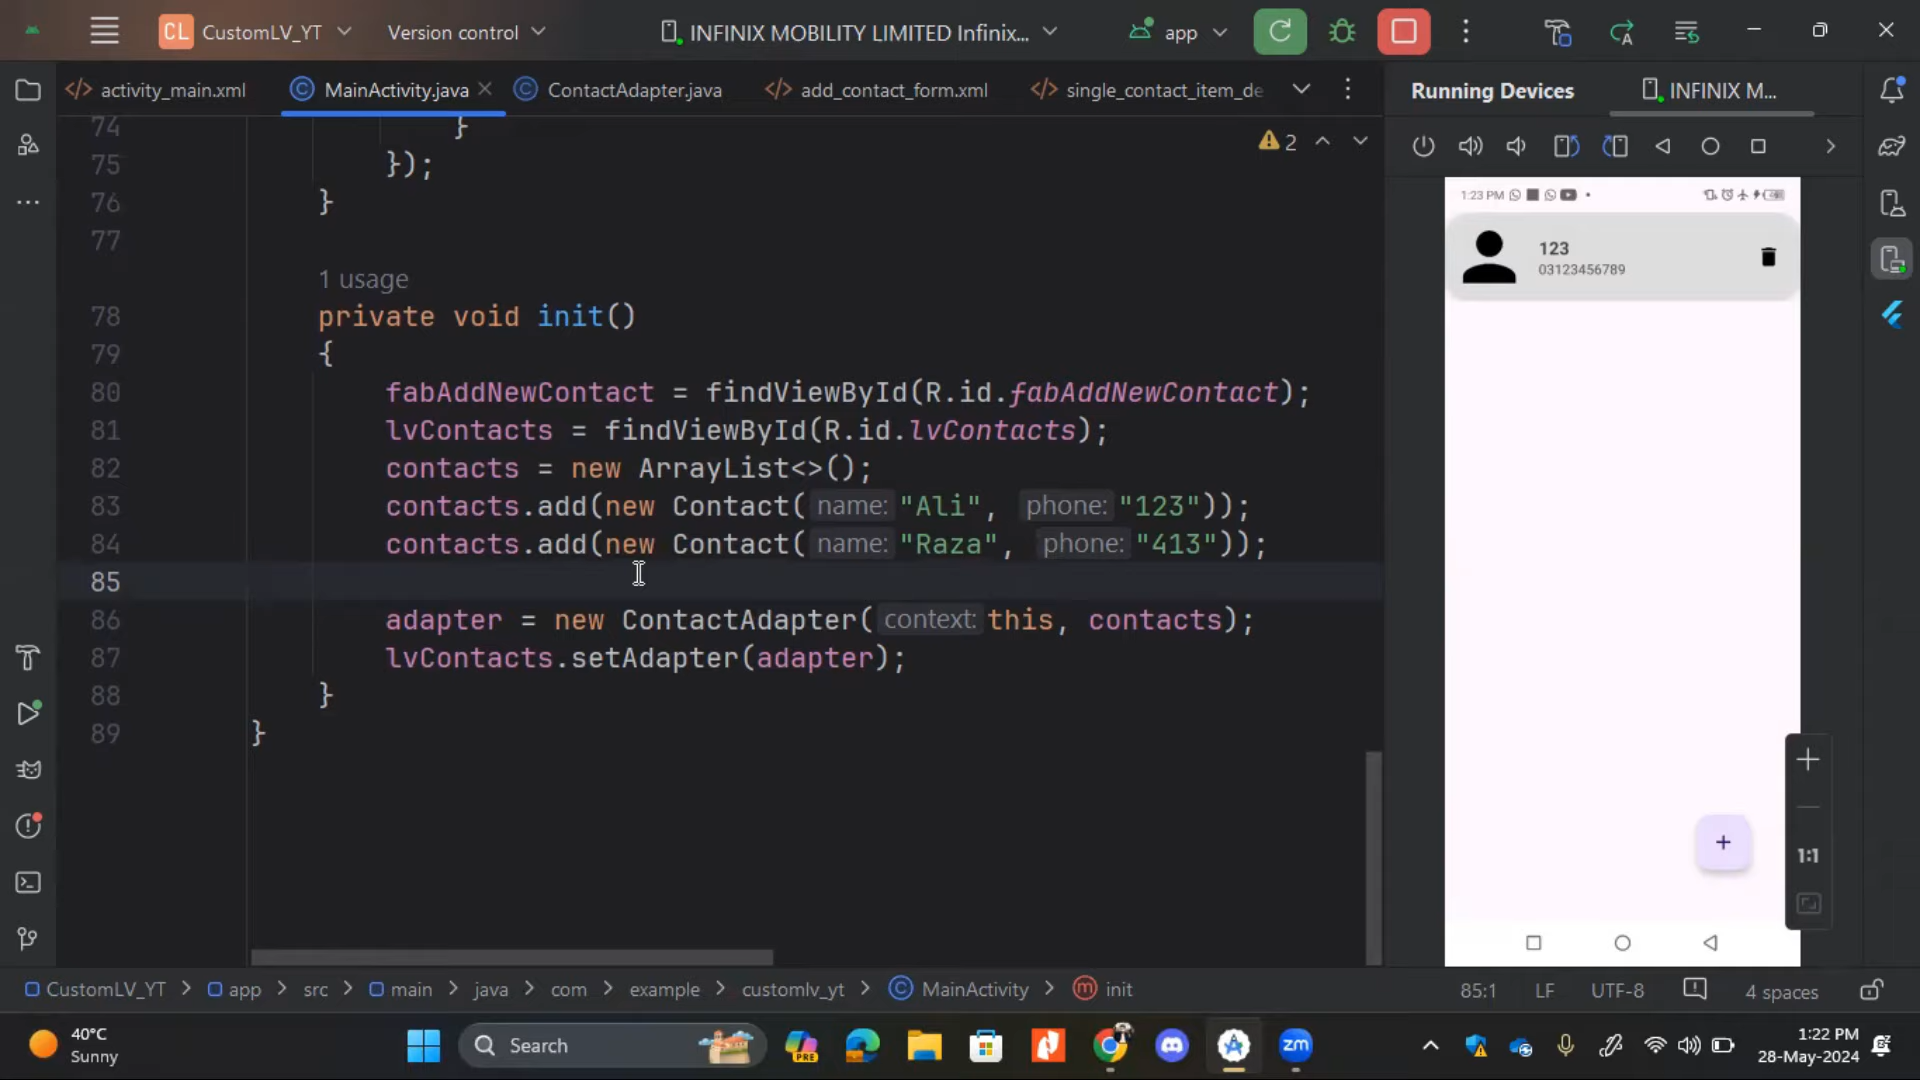 CL CustomLV_YT Version control INFINIX MOBILITY LIMITED Infinix... app
activity_main.xml MainActivity.java ContactAdapter.java add_contact_form.xml single_contact_item_de
Running Devices INFINIX M...
2
74 }
75 });
76 }
77
1 usage
78 private void init()
79 {
80 fabAddNewContact = findViewById(R.id.fabAddNewContact);
81 lvContacts = findViewById(R.id.lvContacts);
82 contacts = new ArrayList<>();
83 contacts.add(new Contact( name: "Ali", phone: "123"));
84 contacts.add(new Contact( name: "Raza", phone: "413"));
85
86 adapter = new ContactAdapter( context: this, contacts);
87 lvContacts.setAdapter(adapter);
88 }
89 }
1:23 PM
123
03123456789
+
1:1
CustomLV_YT > app > src > main > java > com > example > customlv_yt > MainActivity > init
85:1 LF UTF-8 4 spaces
40°C
Sunny
Search
PRE
zm
1:22 PM
28-May-2024